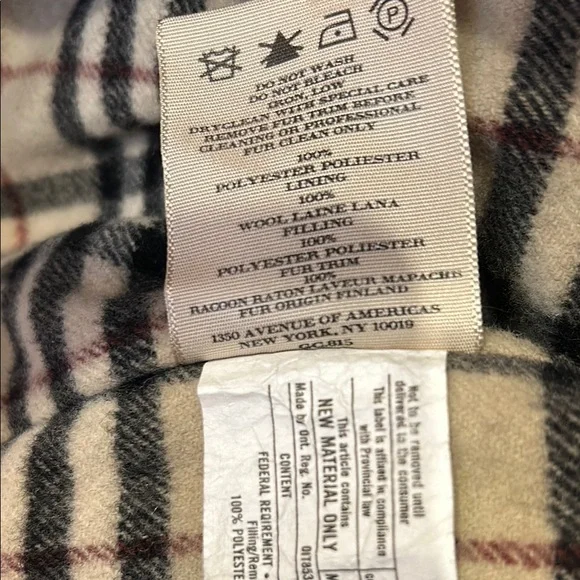 DO NOT WASH
DO NOT BLEACH
IRON, LOW
DRYCLEAN WITH SPECIAL CARE
REMOVE FUR TRIM BEFORE
CLEANING OR PROFESSIONAL
FUR CLEAN ONLY
100%
POLYESTER POLIESTER
LINING
100%
WOOL LAINE LANA
FILLING
100%
POLYESTER POLIESTER
FUR TRIM
RACOON RATON LAVEUR MAPACHE
FUR ORIGIN FINLAND
1350 AVENUE OF AMERICAS
NEW YORK, NY 10019
Not to be removed until
delivered to the consumer
This label is affixed in compliance
with Provincial law
This article contains
NEW MATERIAL ONLY
Made by Ont. Reg. No.
CONTENT
FEDERAL REQIREMENT
100% POLYESTE